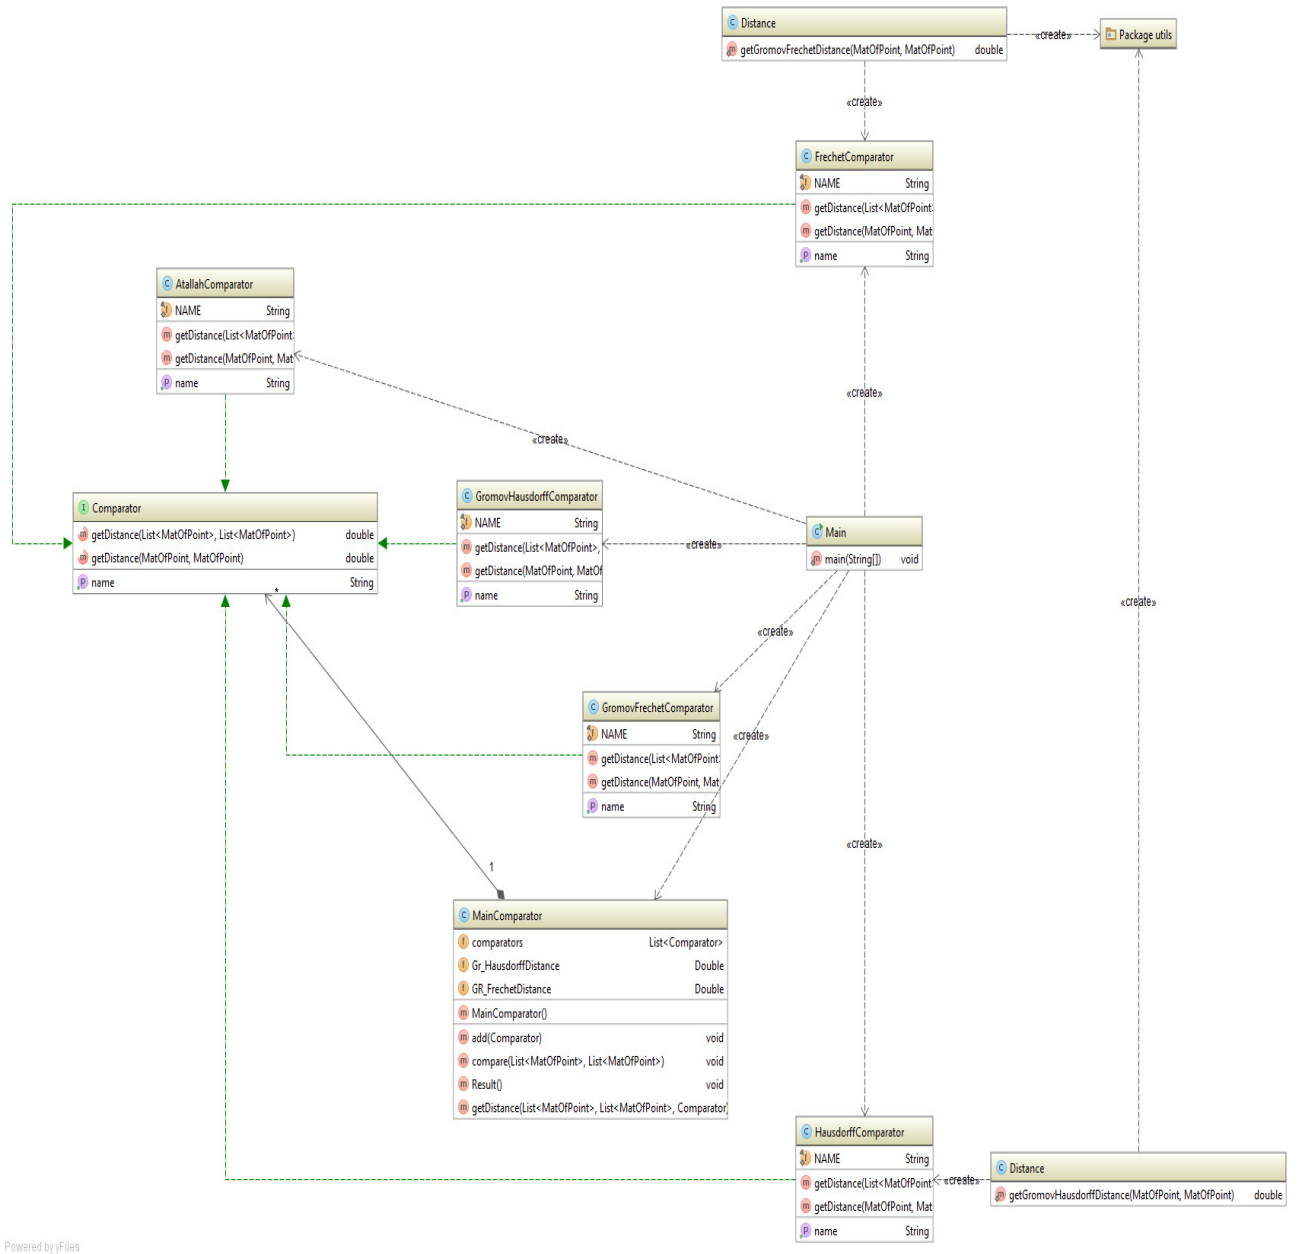 Distance
getGromovFrechetDistance(MatOfPoint, MatOfPoint) double
«create»
Package utils
«create»
FrechetComparator
NAME String
getDistance(List<MatOfPoint
getDistance(MatOfPoint, Mat
name String
AtallahComparator
NAME String
getDistance(List<MatOfPoint
getDistance(MatOfPoint, Mat
name String
«create»
«create»
Comparator
getDistance(List<MatOfPoint>, List<MatOfPoint>) double
getDistance(MatOfPoint, MatOfPoint) double
name String
*
GromovHausdorffComparator
NAME String
getDistance(List<MatOfPoint>,
getDistance(MatOfPoint, MatOf
name String
«create»
Main
main(String[]) void
«create»
«create»
GromovFrechetComparator
NAME String
getDistance(List<MatOfPoint
getDistance(MatOfPoint, Mat
name String
«create»
«create»
1
MainComparator
comparators List<Comparator>
Gr_HausdorffDistance Double
GR_FrechetDistance Double
MainComparator()
add(Comparator) void
compare(List<MatOfPoint>, List<MatOfPoint>) void
Result() void
getDistance(List<MatOfPoint>, List<MatOfPoint>, Comparator)
HausdorffComparator
NAME String
getDistance(List<MatOfPoint
getDistance(MatOfPoint, Mat
name String
«create»
Distance
getGromovHausdorffDistance(MatOfPoint, MatOfPoint) double
Powered by yFiles